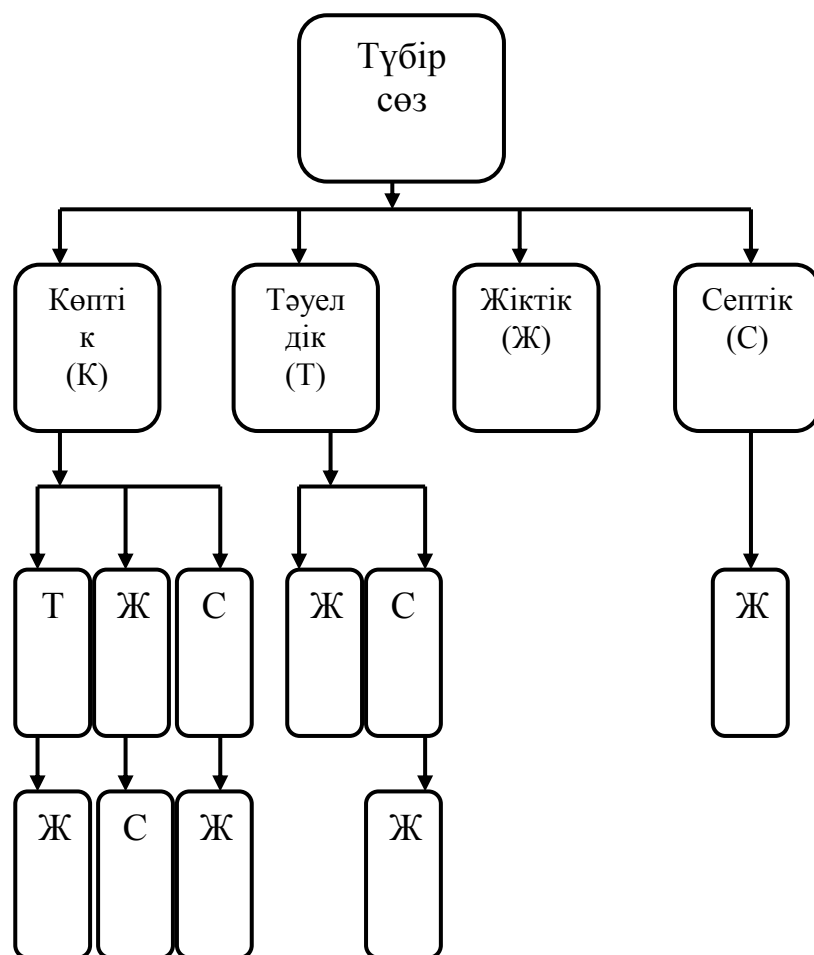 Түбір
сөз
Көпті
к
(К)
Тәуел
дік
(Т)
Жіктік
(Ж)
Септік
(С)
Т
Ж
С
Ж
С
Ж
Ж
С
Ж
Ж